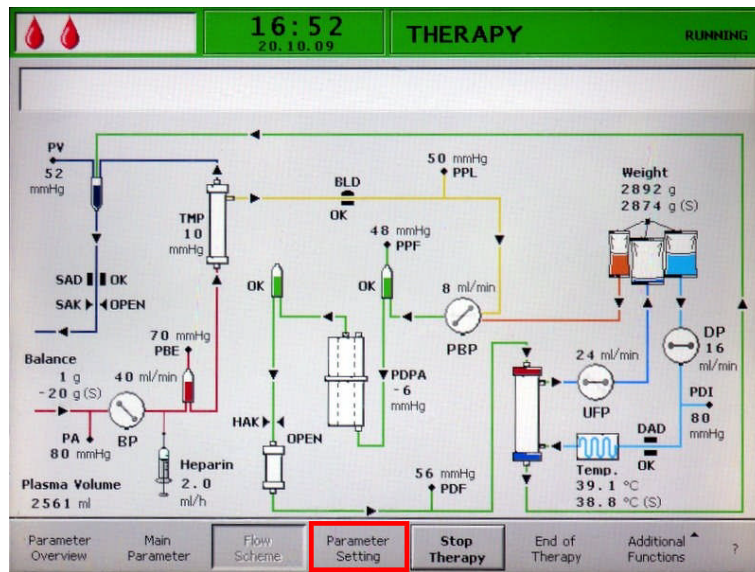 16:52
20.10.09
THERAPY
RUNNING
PV
52
mmHg
50 mmHg
PPL
BLD
OK
Weight
2892 g
2874 g (S)
TMP
10
mmHg
48 mmHg
PPF
SAD OK
SAK OPEN
OK
OK
8 ml/min
PBP
DP
16
ml/min
70 mmHg
PBE
Balance
1 g
-20 g (S)
40 ml/min
PDPA
-6
mmHg
24 ml/min
UFP
PDI
80
mmHg
PA
80 mmHg
BP
HAK
OPEN
DAD
OK
Heparin
2.0
ml/h
Plasma Volume
2561 ml
56 mmHg
PDF
Temp.
39.1 °C
38.8 °C (S)
Parameter
Overview
Main
Parameter
Flow
Scheme
Parameter
Setting
Stop
Therapy
End of
Therapy
Additional
Functions
?